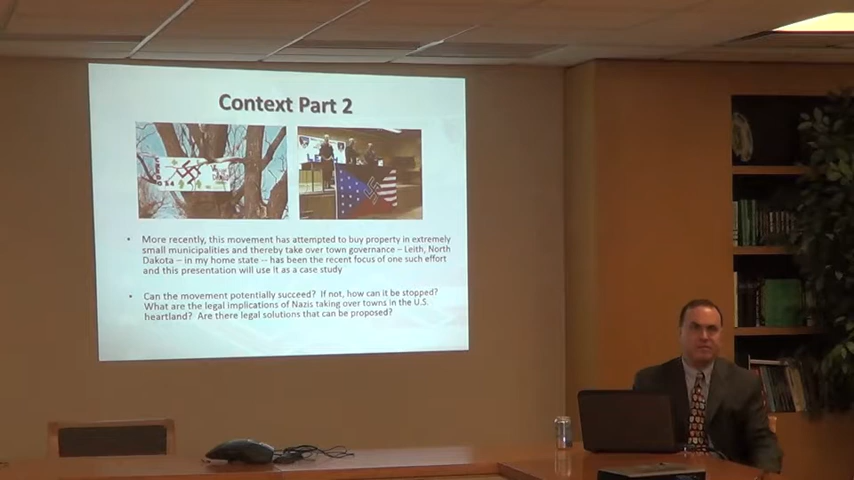 Context Part 2
• More recently, this movement has attempted to buy property in extremely
small municipalities and thereby take over town governance – Leith, North
Dakota – in my home state -- has been the recent focus of one such effort
and this presentation will use it as a case study
• Can the movement potentially succeed? If not, how can it be stopped?
What are the legal implications of Nazis taking over towns in the U.S.
heartland? Are there legal solutions that can be proposed?